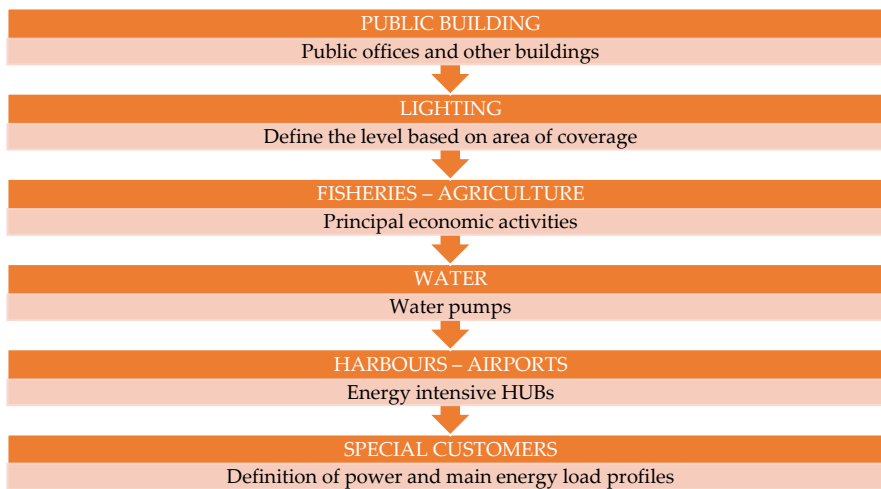 PUBLIC BUILDING
Public offices and other buildings
LIGHTING
Define the level based on area of coverage
FISHERIES – AGRICULTURE
Principal economic activities
WATER
Water pumps
HARBOURS – AIRPORTS
Energy intensive HUBs
SPECIAL CUSTOMERS
Definition of power and main energy load profiles